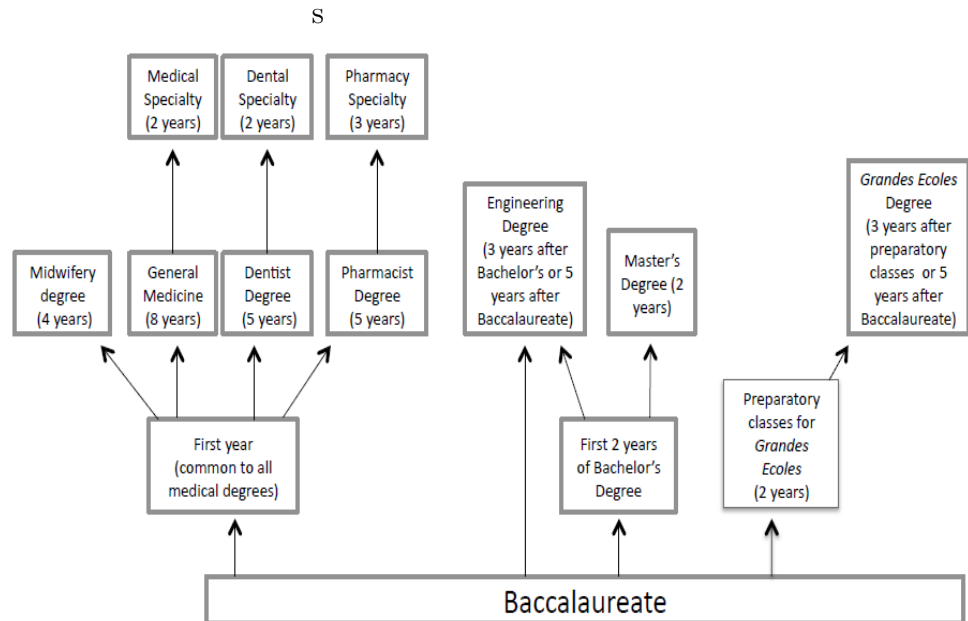 S
Medical
Specialty
(2 years)
Dental
Specialty
(2 years)
Pharmacy
Specialty
(3 years)
Midwifery
degree
(4 years)
General
Medicine
(8 years)
Dentist
Degree
(5 years)
Pharmacist
Degree
(5 years)
Engineering
Degree
(3 years after
Bachelor's or 5
years after
Baccalaureate)
Master's
Degree (2
years)
Grandes Ecoles
Degree
(3 years after
preparatory
classes or 5
years after
Baccalaureate)
First year
(common to all
medical degrees)
First 2 years
of Bachelor's
Degree
Preparatory
classes for
Grandes
Ecoles
(2 years)
Baccalaureate